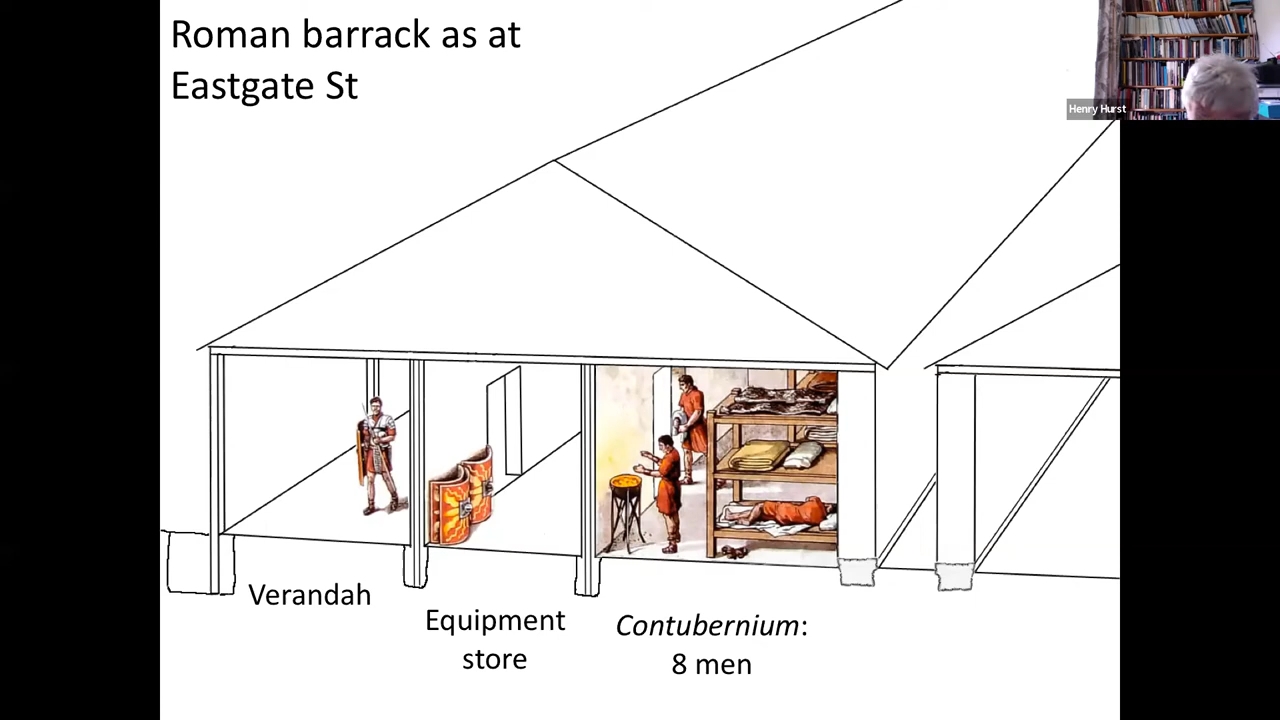 Roman barrack as at
Eastgate St
Henry Hurst
Verandah
Equipment
store
Contubernium:
8 men